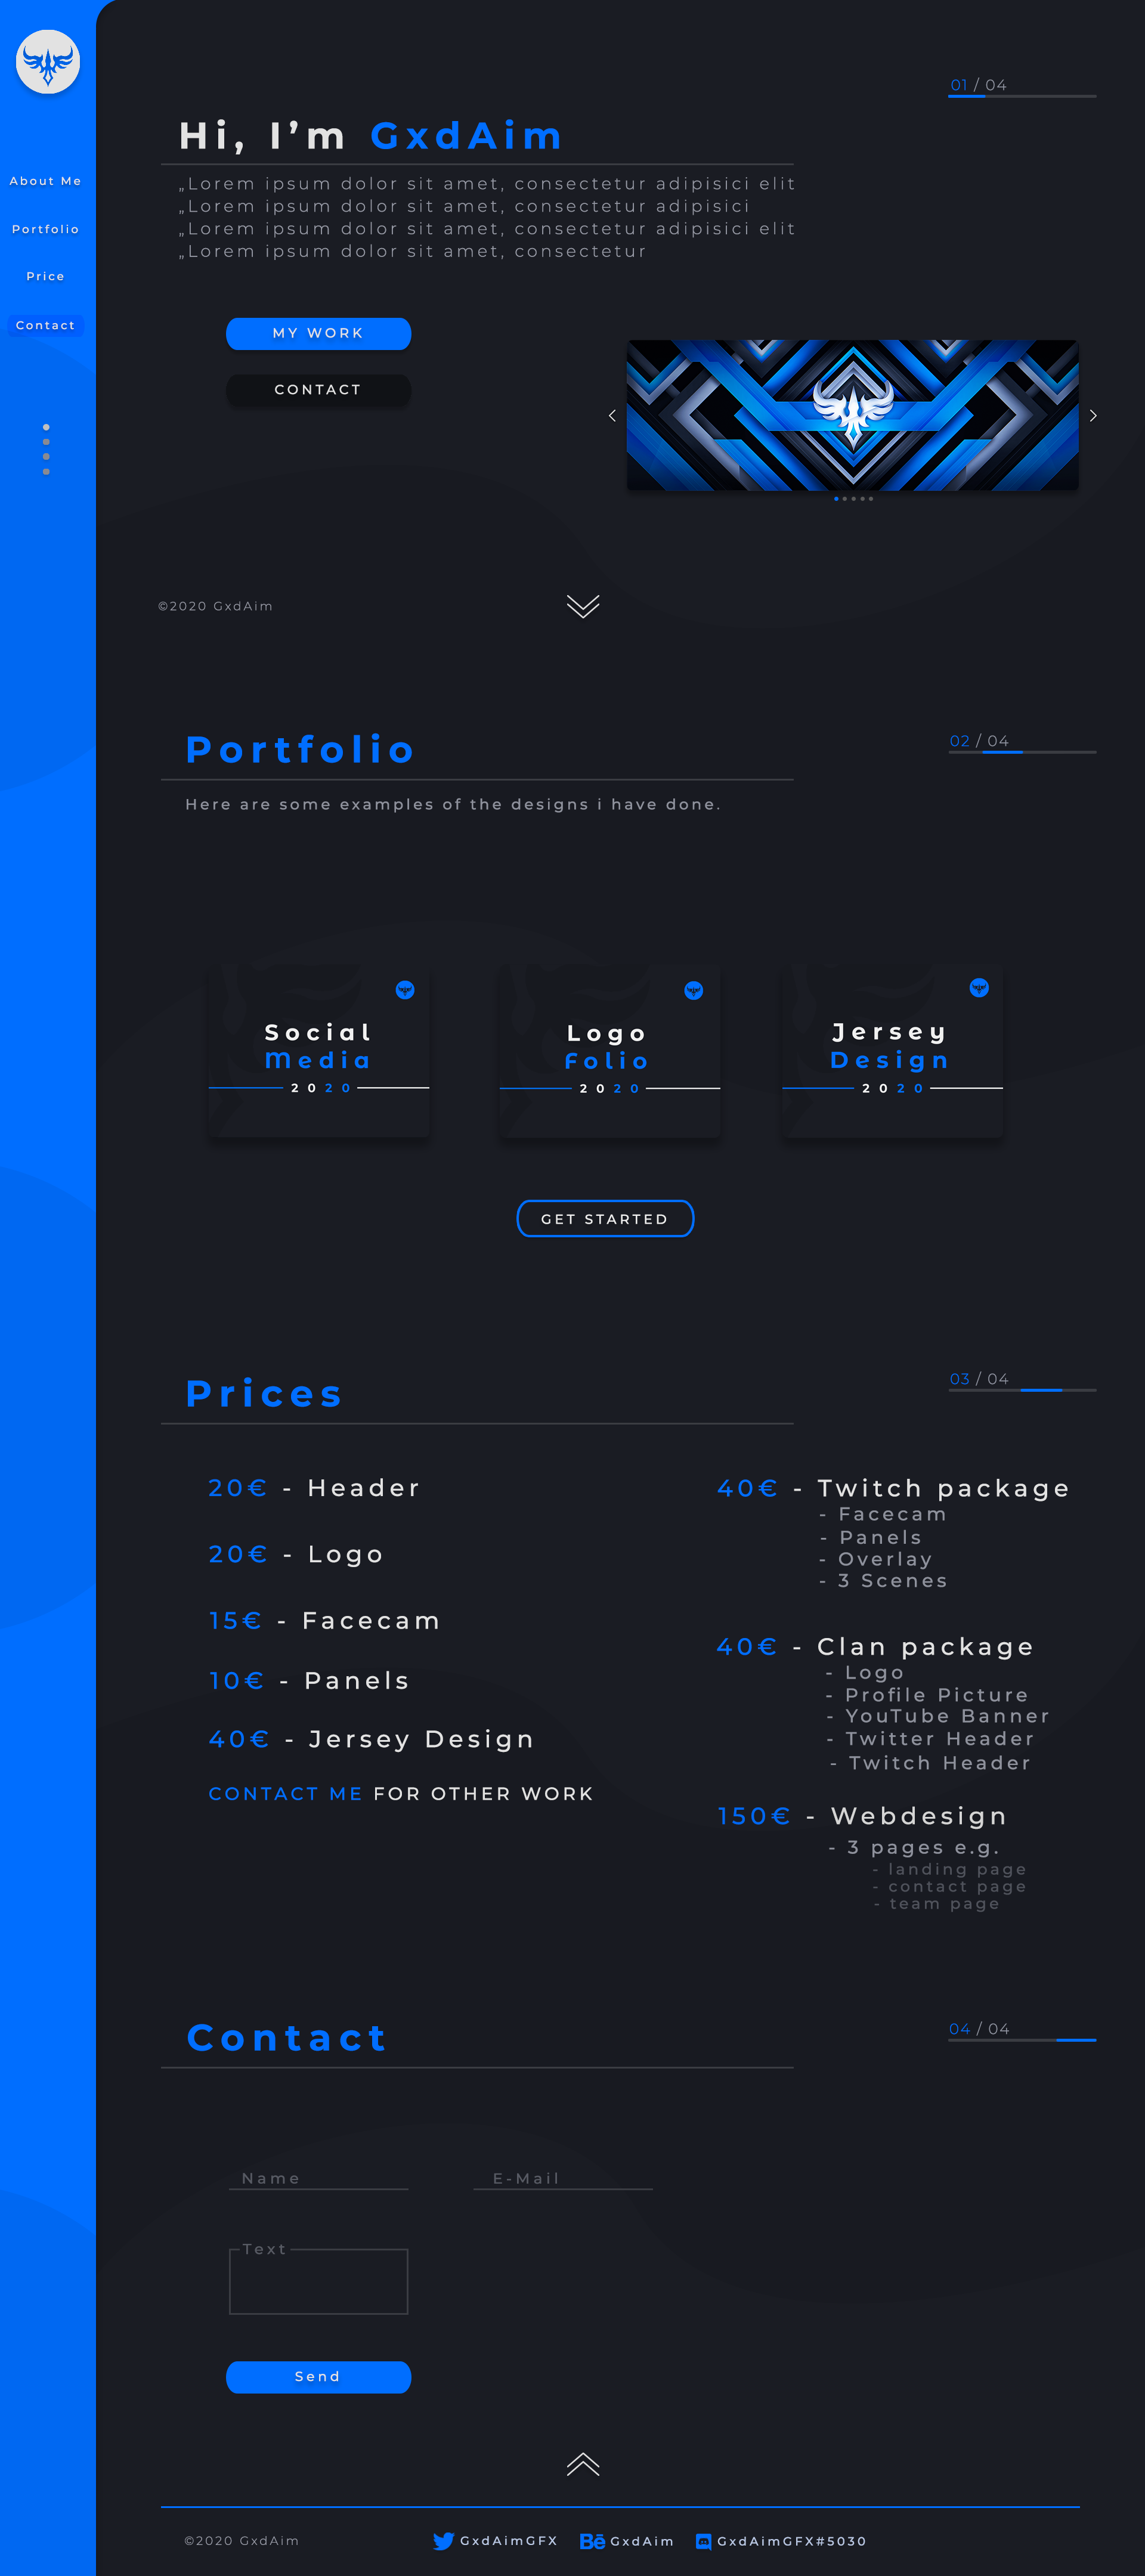 About Me
Portfolio
Price
Contact
01 / 04
Hi, I’m GxdAim
„Lorem ipsum dolor sit amet, consectetur adipisici elit
„Lorem ipsum dolor sit amet, consectetur adipisici
„Lorem ipsum dolor sit amet, consectetur adipisici elit
„Lorem ipsum dolor sit amet, consectetur
MY WORK
CONTACT
©2020 GxdAim
Portfolio
02 / 04
Here are some examples of the designs i have done.
Social
Media
2020
Logo
Folio
2020
Jersey
Design
2020
GET STARTED
Prices
03 / 04
20€ - Header
20€ - Logo
15€ - Facecam
10€ - Panels
40€ - Jersey Design
CONTACT ME FOR OTHER WORK
40€ - Twitch package
- Facecam
- Panels
- Overlay
- 3 Scenes
40€ - Clan package
- Logo
- Profile Picture
- YouTube Banner
- Twitter Header
- Twitch Header
150€ - Webdesign
- 3 pages e.g.
- landing page
- contact page
- team page
Contact
04 / 04
Name
E-Mail
Text
Send
©2020 GxdAim
GxdAimGFX
Bē GxdAim
GxdAimGFX#5030